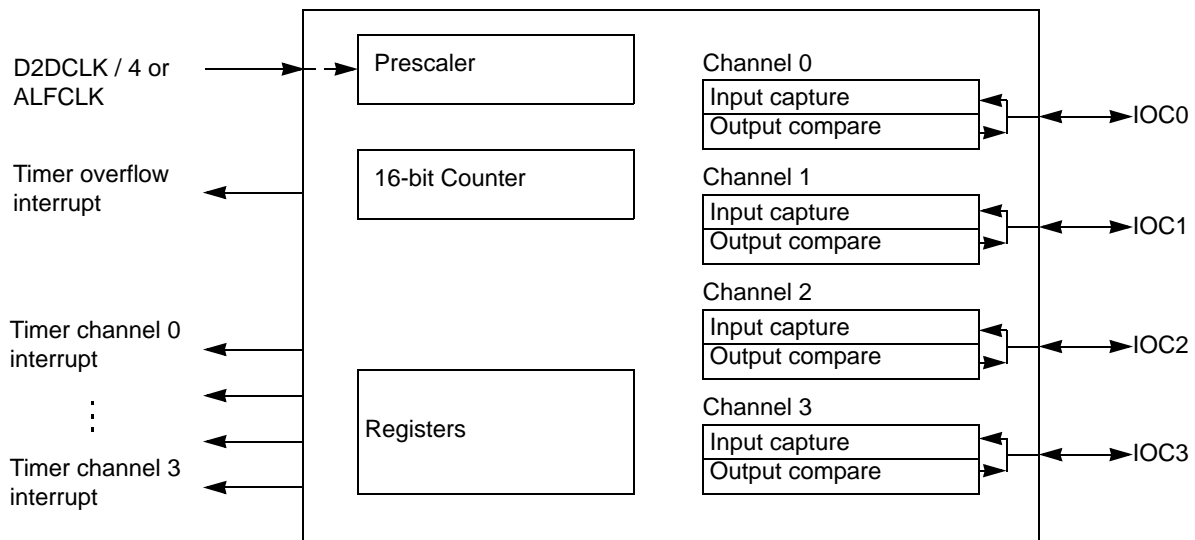 D2DCLK / 4 or
ALFCLK
Timer overflow
interrupt
Timer channel 0
interrupt
Timer channel 3
interrupt
Prescaler
16-bit Counter
Registers
Channel 0
Input capture
Output compare
Channel 1
Input capture
Output compare
Channel 2
Input capture
Output compare
Channel 3
Input capture
Output compare
IOC0
IOC1
IOC2
IOC3